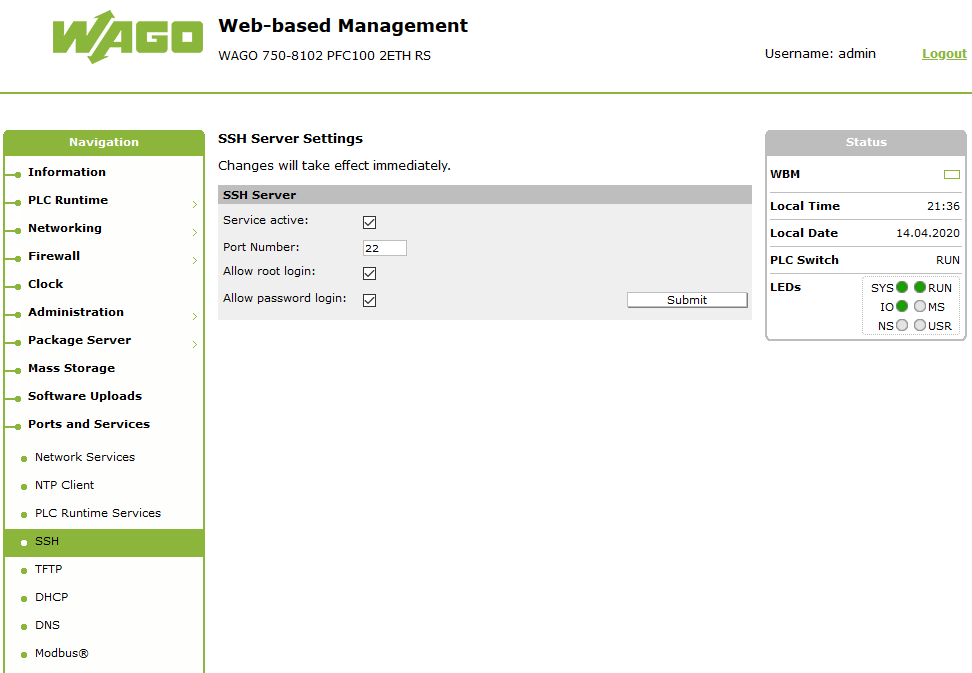 WAGO
Web-based Management
WAGO 750-8102 PFC100 2ETH RS
Username: admin
Logout
Navigation
Information
PLC Runtime
Networking
Firewall
Clock
Administration
Package Server
Mass Storage
Software Uploads
Ports and Services
Network Services
NTP Client
PLC Runtime Services
SSH
TFTP
DHCP
DNS
Modbus®
SSH Server Settings
Changes will take effect immediately.
SSH Server
Service active:
Port Number: 22
Allow root login:
Allow password login:
Submit
Status
WBM
Local Time 21:36
Local Date 14.04.2020
PLC Switch RUN
LEDs SYS RUN
IO MS
NS USR